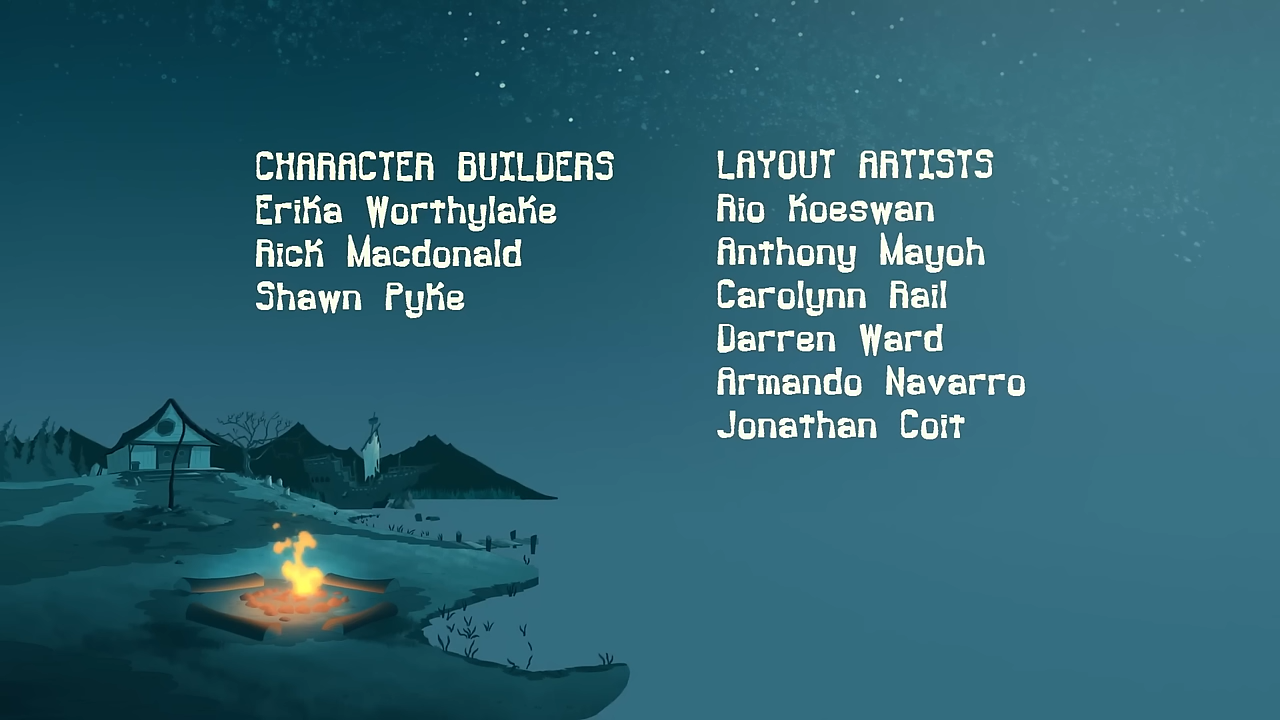 CHARACTER BUILDERS
Erika Worthylake
Rick Macdonald
Shawn Pyke
LAYOUT ARTISTS
Rio Koeswan
Anthony Mayoh
Carolynn Rail
Darren Ward
Armando Navarro
Jonathan Coit